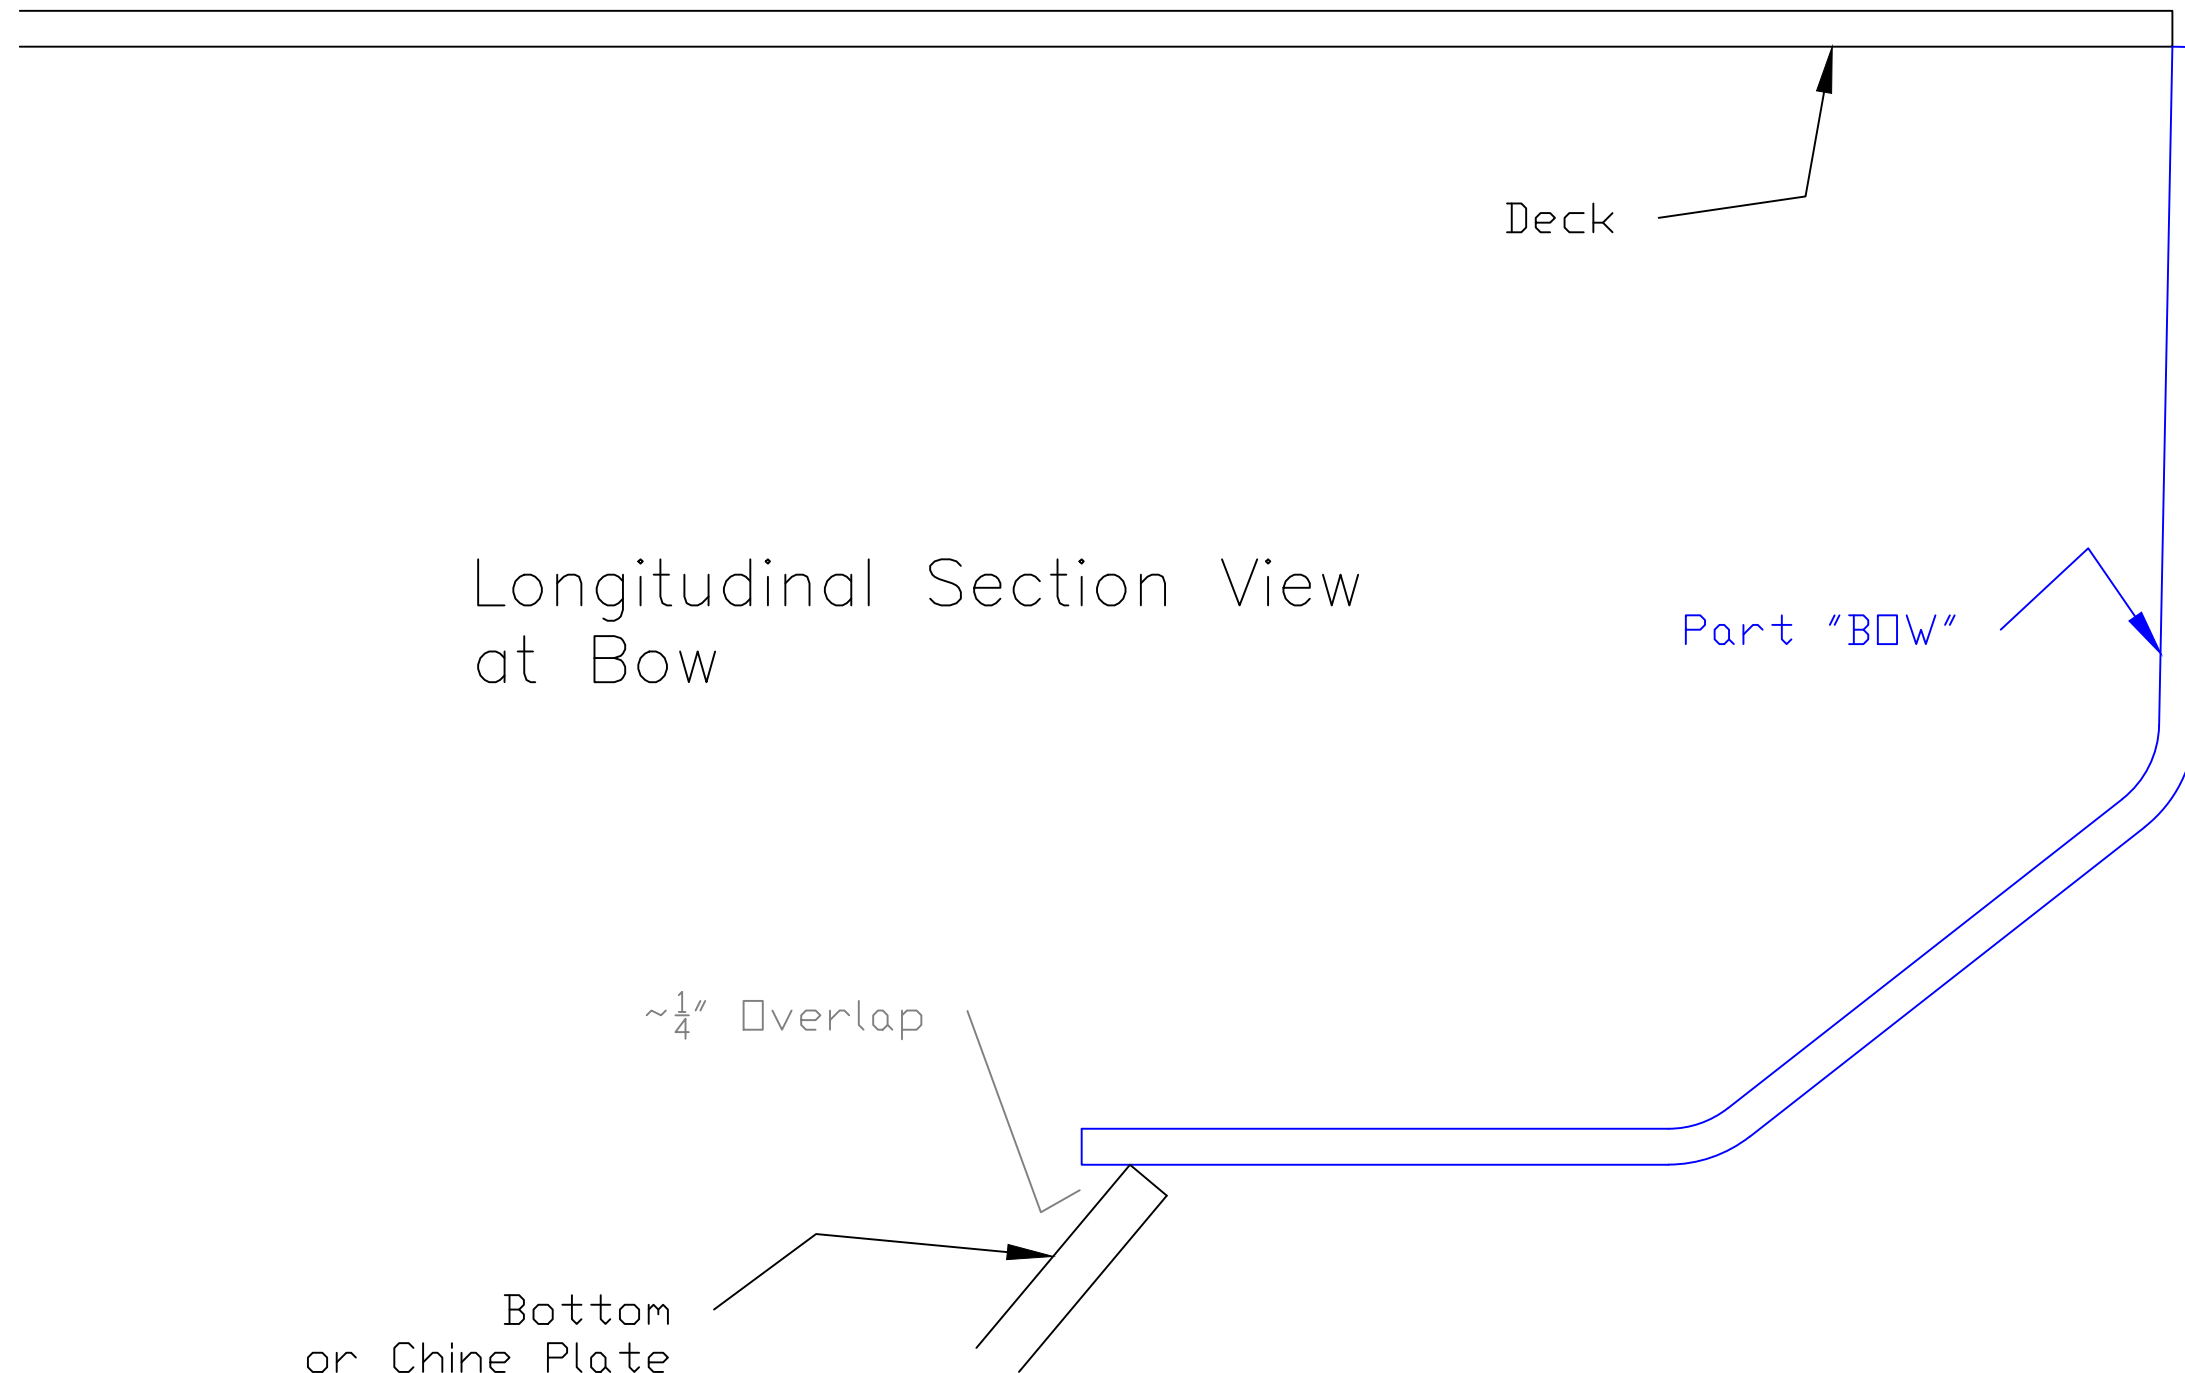 Deck
Longitudinal Section View
at Bow
Part "BOW"
~1/4" Overlap
Bottom
or Chine Plate